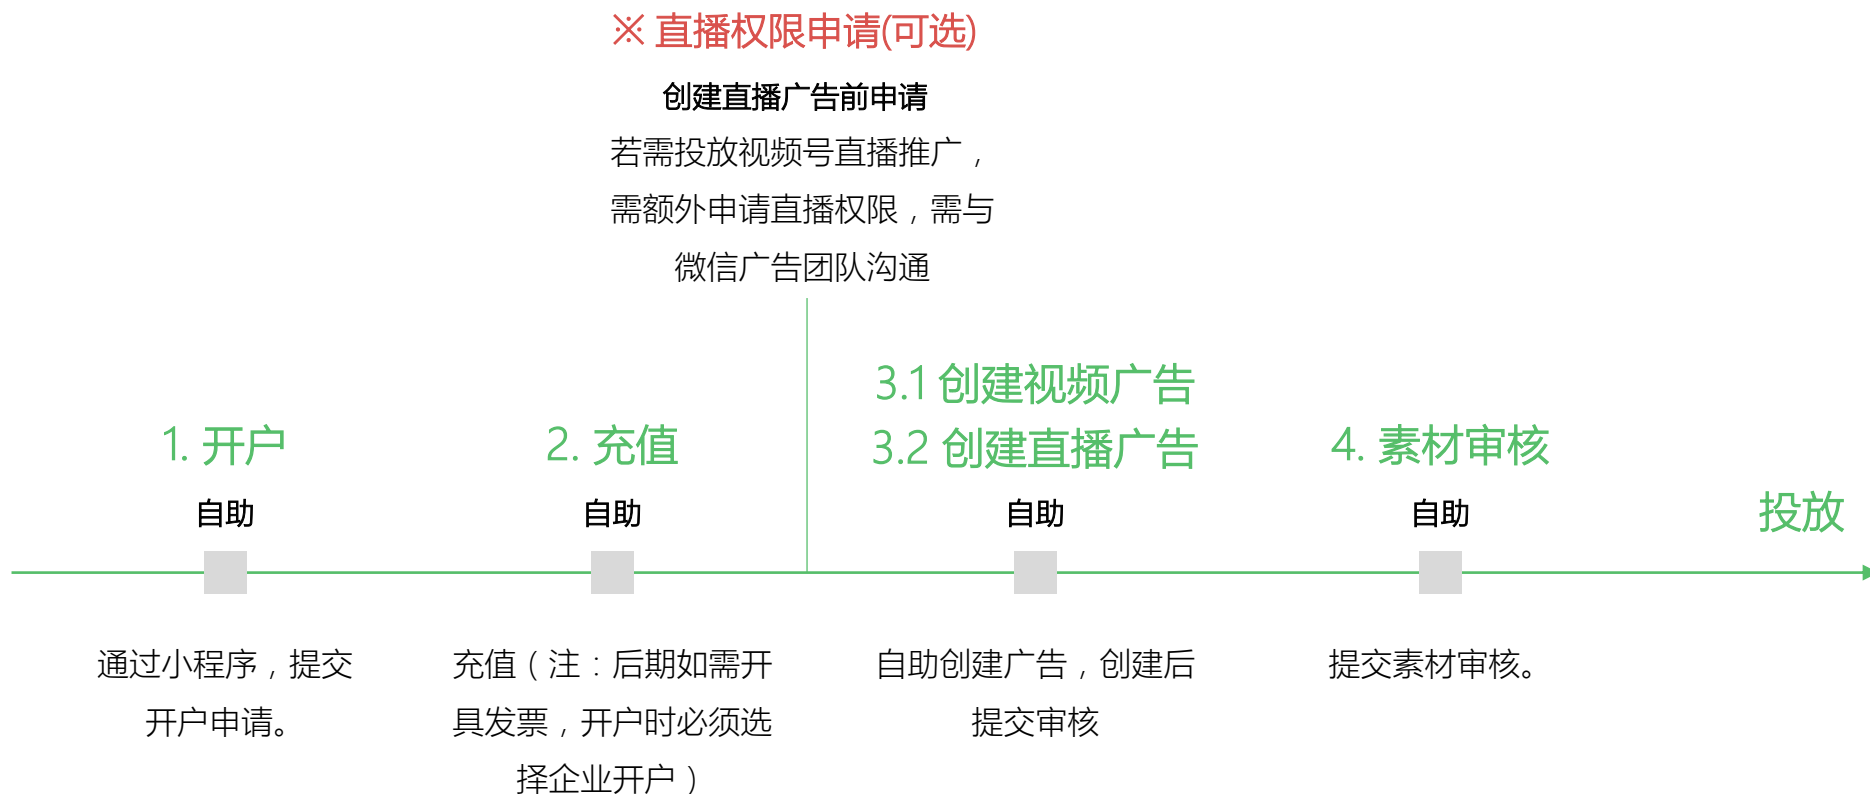 ※ 直播权限申请(可选)
创建直播广告前申请
若需投放视频号直播推广，
需额外申请直播权限，需与
微信广告团队沟通
3.1 创建视频广告
1. 开户
2. 充值
3.2 创建直播广告
4. 素材审核
自助
自助
自助
自助
投放
通过小程序，提交
开户申请。
充值（注：后期如需开
具发票，开户时必须选
择企业开户）
自助创建广告，创建后
提交审核
提交素材审核。